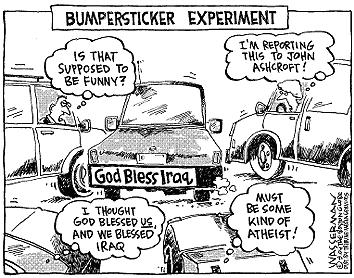 BUMPERSTICKER EXPERIMENT
IS THAT
SUPPOSED TO
BE FUNNY?
I'M REPORTING
THIS TO JOHN
ASHCROFT!
God Bless Iraq
I THOUGHT
GOD BLESSED US,
AND WE BLESSED
IRAQ
MUST
BE SOME
KIND OF
ATHEIST!
WASSERMAN